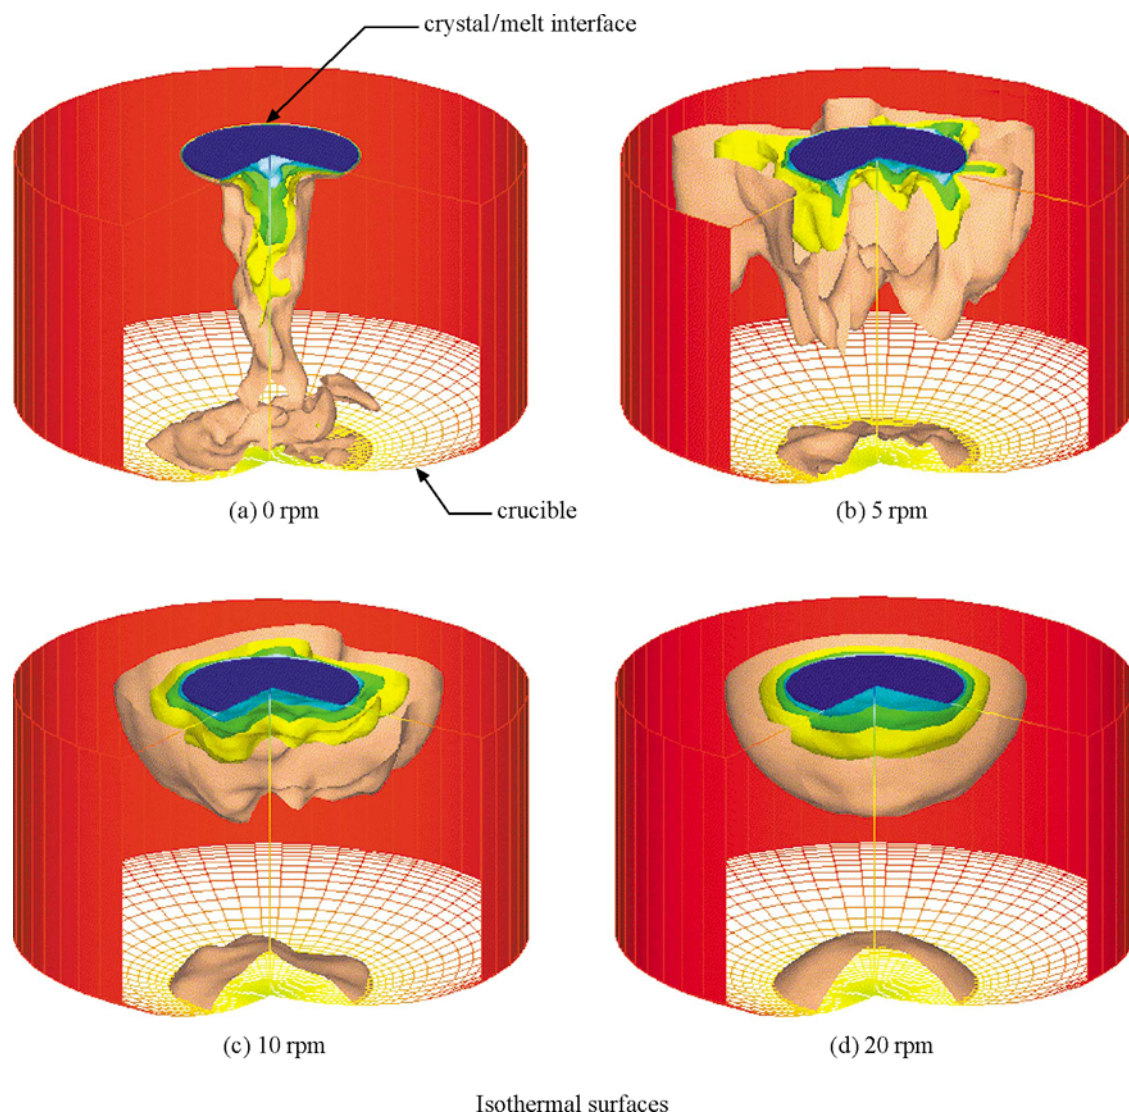 crystal/melt interface
crucible
(a) 0 rpm
(b) 5 rpm
(c) 10 rpm
(d) 20 rpm
Isothermal surfaces